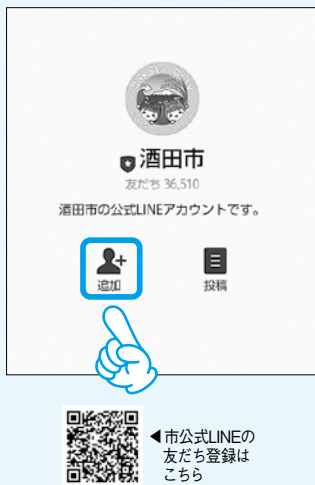 酒田市
友だち 36,510
酒田市の公式LINEアカウントです。
追加
投稿
◀市公式LINEの
友だち登録は
こちら